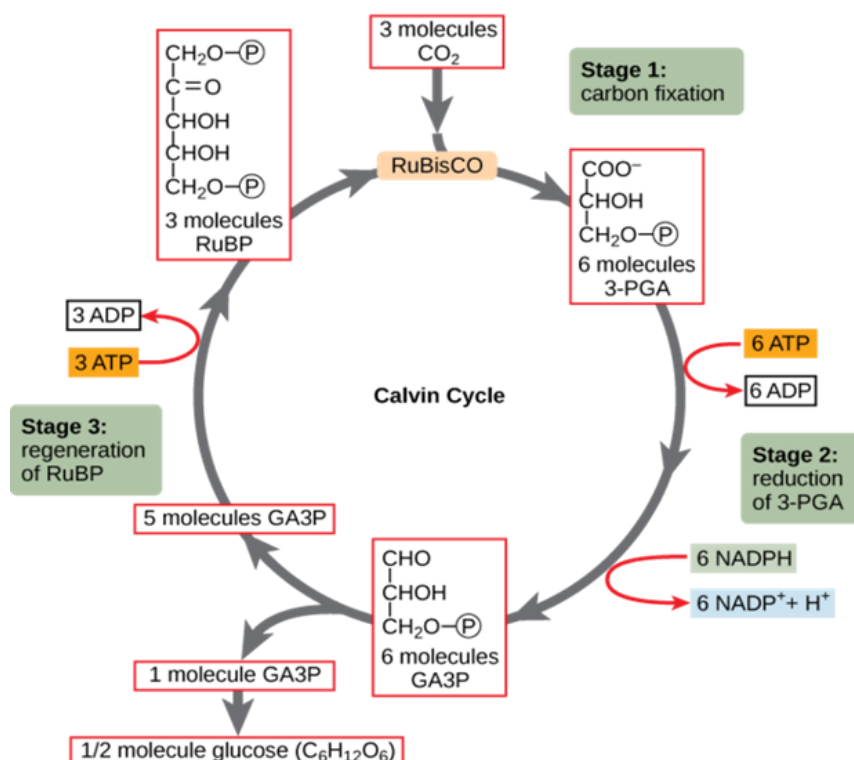 3 molecules
CO₂
Stage 1:
carbon fixation
CH₂O—Ⓟ
C=O
CHOH
CHOH
CH₂O—Ⓟ
3 molecules
RuBP
RuBisCO
COO⁻
CHOH
CH₂O—Ⓟ
6 molecules
3-PGA
3 ADP
3 ATP
6 ATP
6 ADP
Calvin Cycle
Stage 3:
regeneration
of RuBP
Stage 2:
reduction
of 3-PGA
5 molecules GA3P
CHO
CHOH
CH₂O—Ⓟ
6 molecules
GA3P
6 NADPH
6 NADP⁺+ H⁺
1 molecule GA3P
1/2 molecule glucose (C₆H₁₂O₆)